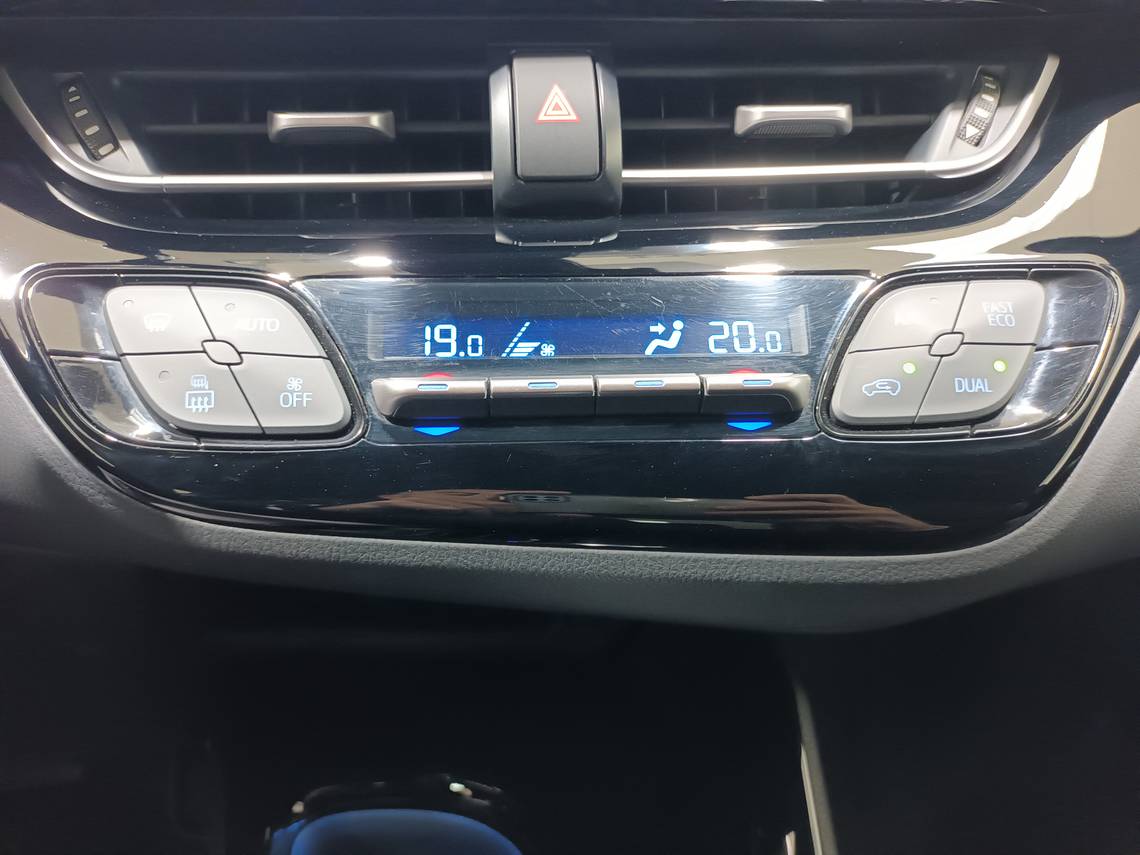 19.0
20.0
AUTO
OFF
FAST
ECO
DUAL